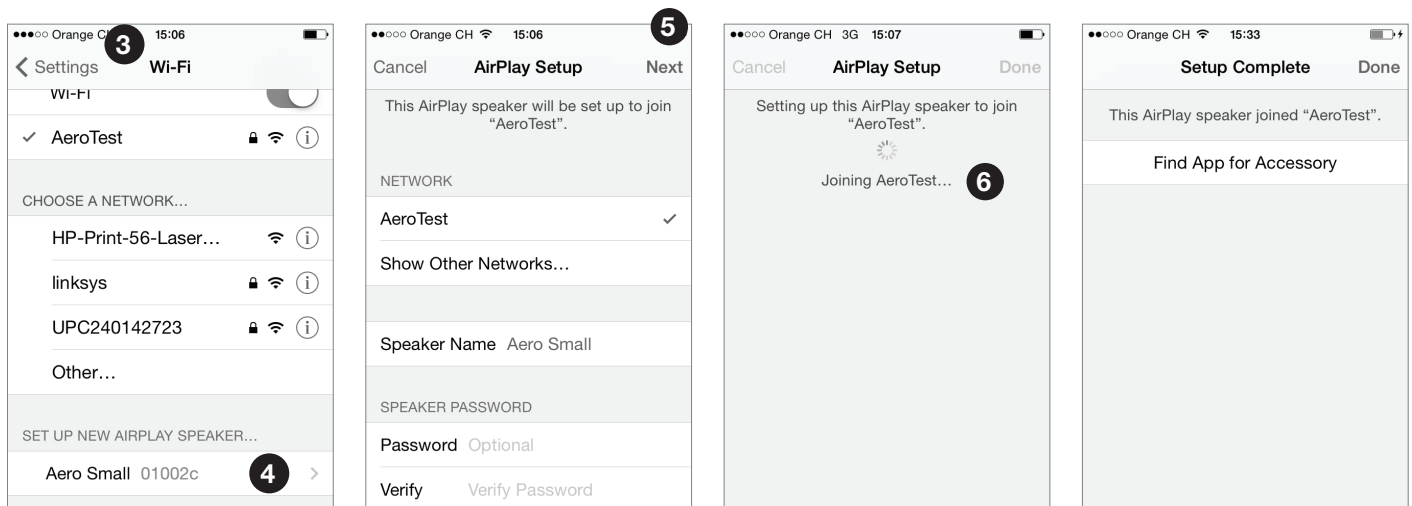 Orange C 15:06
3
Settings Wi-Fi
Wi-Fi
AeroTest
CHOOSE A NETWORK…
HP-Print-56-Laser…
linksys
UPC240142723
Other…
SET UP NEW AIRPLAY SPEAKER…
Aero Small 01002c
4
Orange CH 15:06
5
Cancel AirPlay Setup Next
This AirPlay speaker will be set up to join
“AeroTest”.
NETWORK
AeroTest
Show Other Networks…
Speaker Name Aero Small
SPEAKER PASSWORD
Password Optional
Verify Verify Password
Orange CH 3G 15:07
Cancel AirPlay Setup Done
Setting up this AirPlay speaker to join
“AeroTest”.
Joining AeroTest… 6
Orange CH 15:33
Setup Complete Done
This AirPlay speaker joined “AeroTest”.
Find App for Accessory